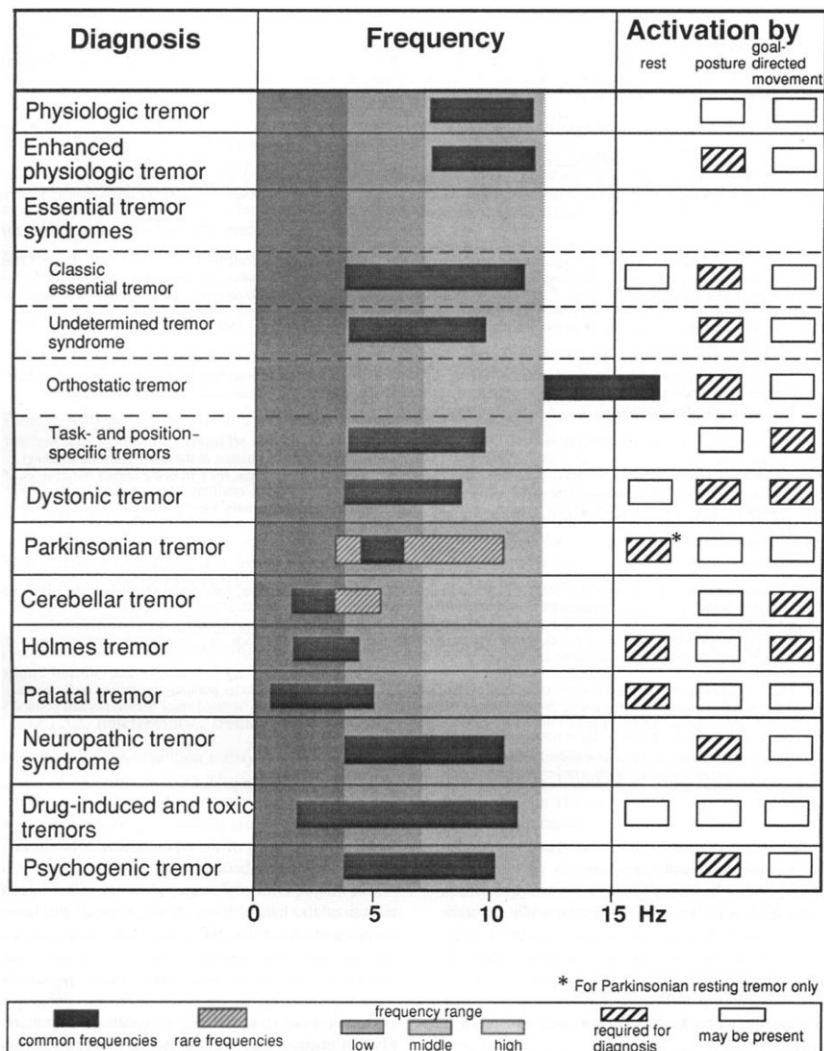 Diagnosis
Frequency
Activation by
rest
posture
goal-
directed
movement
Physiologic tremor
Enhanced
physiologic tremor
Essential tremor
syndromes
Classic
essential tremor
Undetermined tremor
syndrome
Orthostatic tremor
Task- and position–
specific tremors
Dystonic tremor
Parkinsonian tremor
*
Cerebellar tremor
Holmes tremor
Palatal tremor
Neuropathic tremor
syndrome
Drug-induced and toxic
tremors
Psychogenic tremor
0 5 10 15 Hz
* For Parkinsonian resting tremor only
common frequencies
rare frequencies
frequency range
low middle high
required for
diagnosis
may be present